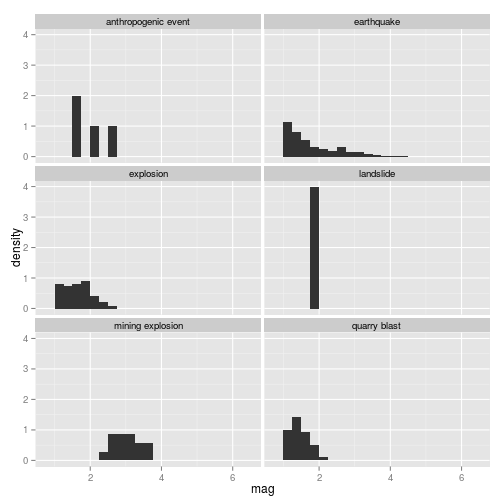 anthropogenic event
earthquake
4
3
2
1
0
explosion
landslide
4
3
2
1
0
density
mining explosion
quarry blast
4
3
2
1
0
2
4
6
2
4
6
mag